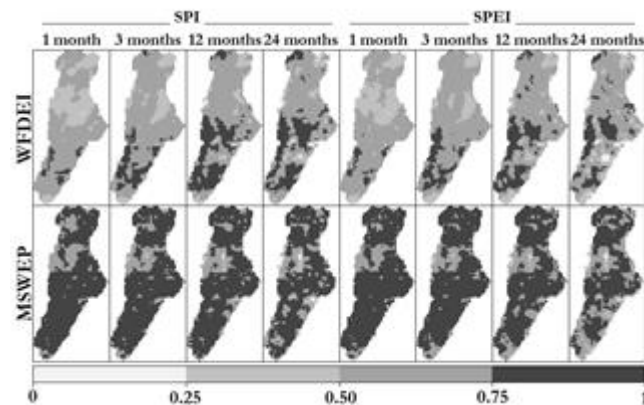 SPI SPEI
1 month 3 months 12 months 24 months 1 month 3 months 12 months 24 months
WFDEI
MSWEP
0 0.25 0.50 0.75